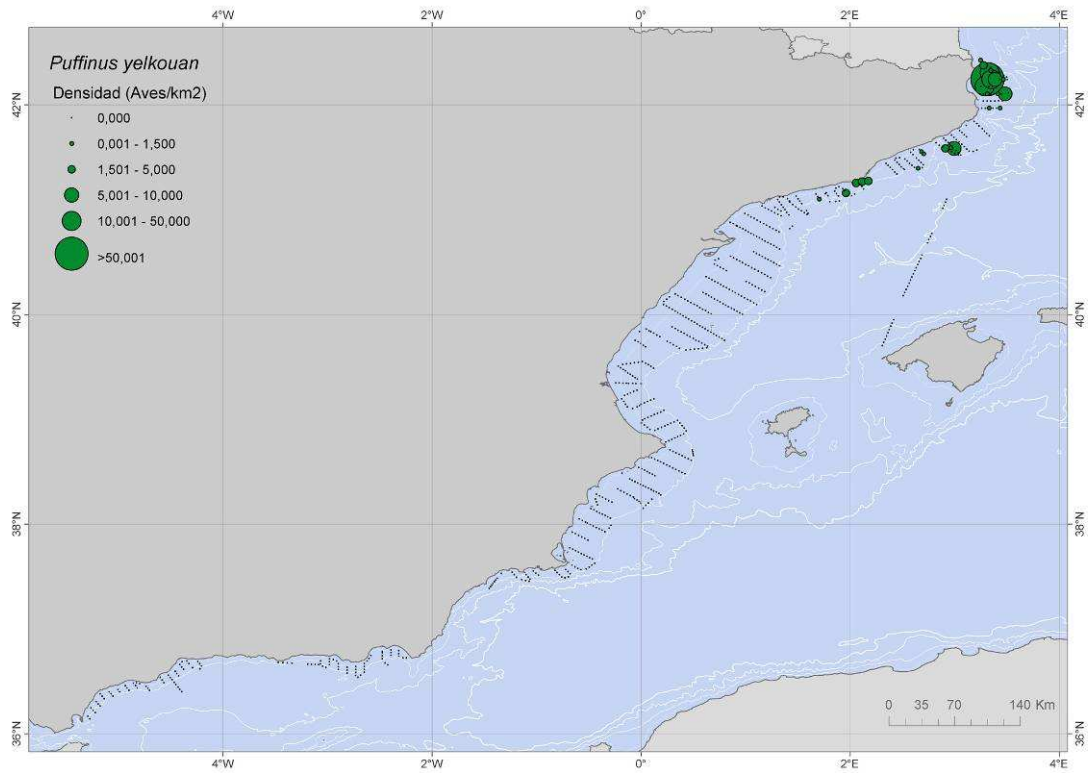 4°W 2°W 0° 2°E 4°E
Puffinus yelkouan
Densidad (Aves/km2)
0,000
0,001 - 1,500
1,501 - 5,000
5,001 - 10,000
10,001 - 50,000
>50,001
42°N 42°N
40°N 40°N
38°N 38°N
36°N 36°N
0 35 70 140 Km
4°W 2°W 0° 2°E 4°E